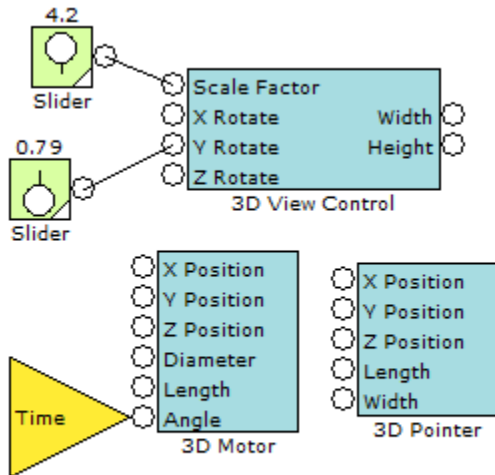 4.2
Slider
Scale Factor
X Rotate
Width
Y Rotate
Height
Z Rotate
3D View Control
0.79
Slider
X Position
Y Position
Z Position
Diameter
Length
Angle
3D Motor
Time
X Position
Y Position
Z Position
Length
Width
3D Pointer